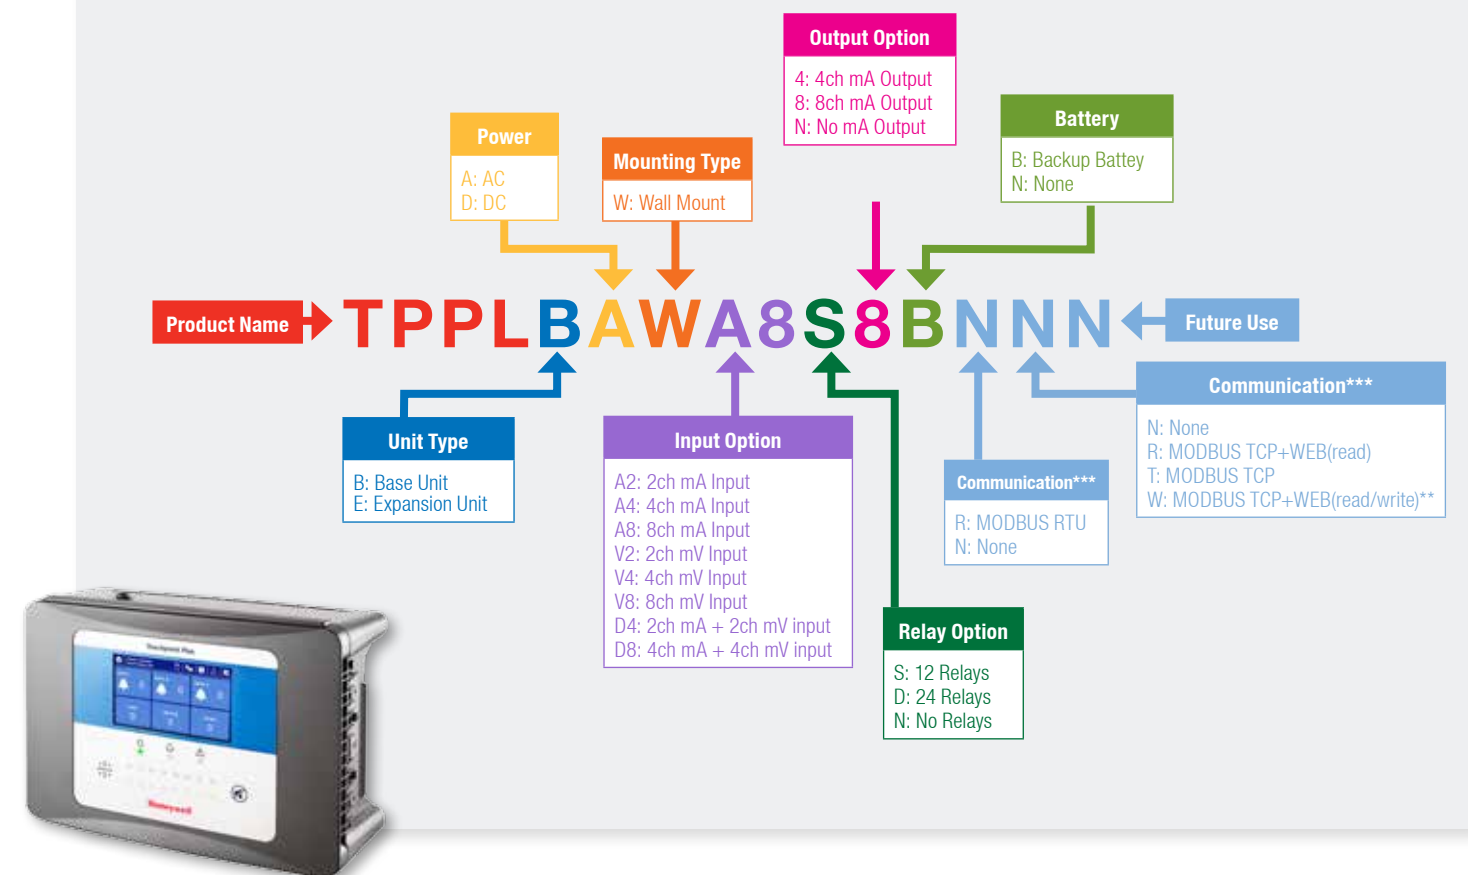 Output Option
4: 4ch mA Output
8: 8ch mA Output
N: No mA Output
Battery
B: Backup Battey
N: None
Power
A: AC
D: DC
Mounting Type
W: Wall Mount
Product Name
TPPLBAWA8S8BNNN
Future Use
Unit Type
B: Base Unit
E: Expansion Unit
Input Option
A2: 2ch mA Input
A4: 4ch mA Input
A8: 8ch mA Input
V2: 2ch mV Input
V4: 4ch mV Input
V8: 8ch mV Input
D4: 2ch mA + 2ch mV input
D8: 4ch mA + 4ch mV input
Communication***
R: MODBUS RTU
N: None
Communication***
N: None
R: MODBUS TCP+WEB(read)
T: MODBUS TCP
W: MODBUS TCP+WEB(read/write)**
Relay Option
S: 12 Relays
D: 24 Relays
N: No Relays
Touchpoint Plus
Honeywell